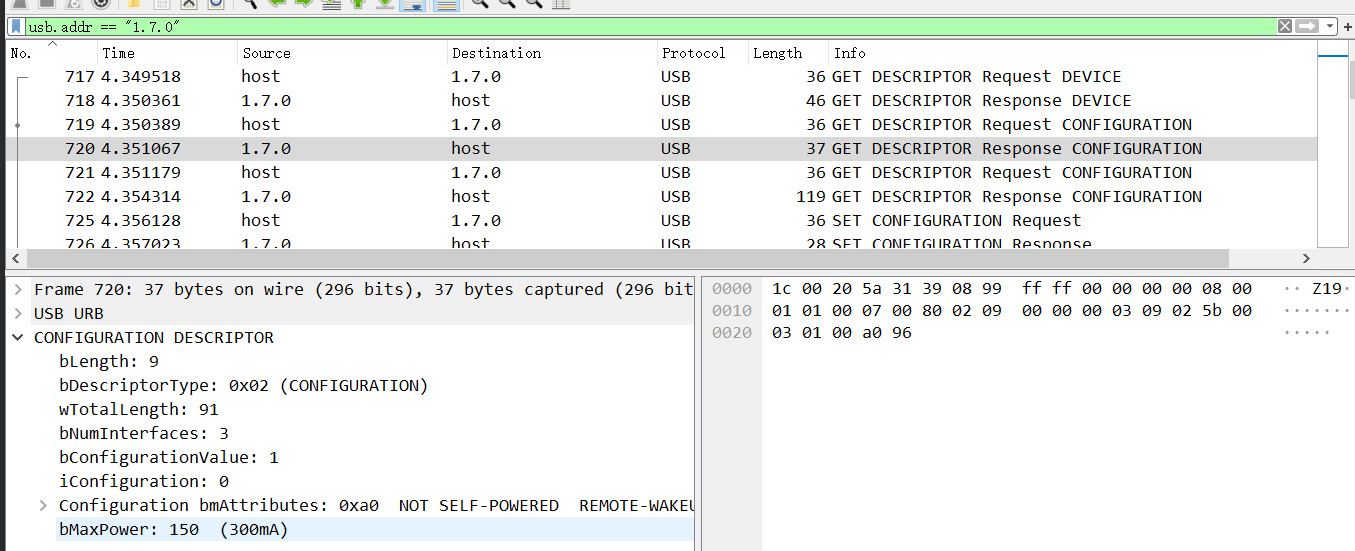 usb.addr == "1.7.0"
No. Time Source Destination Protocol Length Info
717 4.349518 host 1.7.0 USB 36 GET DESCRIPTOR Request DEVICE
718 4.350361 1.7.0 host USB 46 GET DESCRIPTOR Response DEVICE
719 4.350389 host 1.7.0 USB 36 GET DESCRIPTOR Request CONFIGURATION
720 4.351067 1.7.0 host USB 37 GET DESCRIPTOR Response CONFIGURATION
721 4.351179 host 1.7.0 USB 36 GET DESCRIPTOR Request CONFIGURATION
722 4.354314 1.7.0 host USB 119 GET DESCRIPTOR Response CONFIGURATION
725 4.356128 host 1.7.0 USB 36 SET CONFIGURATION Request
726 4.357023 1.7.0 host USB 28 SET CONFIGURATION Response
Frame 720: 37 bytes on wire (296 bits), 37 bytes captured (296 bit
USB URB
CONFIGURATION DESCRIPTOR
bLength: 9
bDescriptorType: 0x02 (CONFIGURATION)
wTotalLength: 91
bNumInterfaces: 3
bConfigurationValue: 1
iConfiguration: 0
Configuration bmAttributes: 0xa0 NOT SELF-POWERED REMOTE-WAKEU
bMaxPower: 150 (300mA)
0000 1c 00 20 5a 31 39 08 99 ff ff 00 00 00 00 08 00 ·· Z19·
0010 01 01 00 07 00 80 02 09 00 00 00 03 09 02 5b 00 ·······
0020 03 01 00 a0 96 ·····